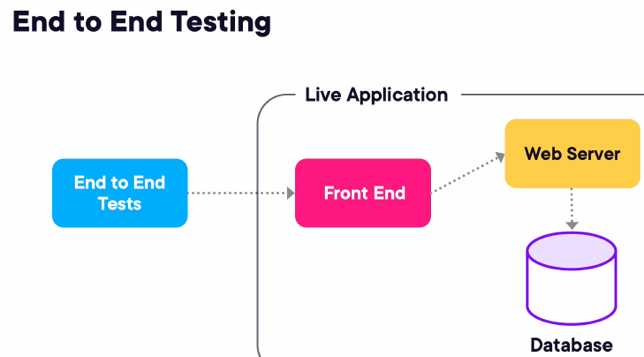 End to End Testing
Live Application
Web Server
End to End
Tests
Front End
Database